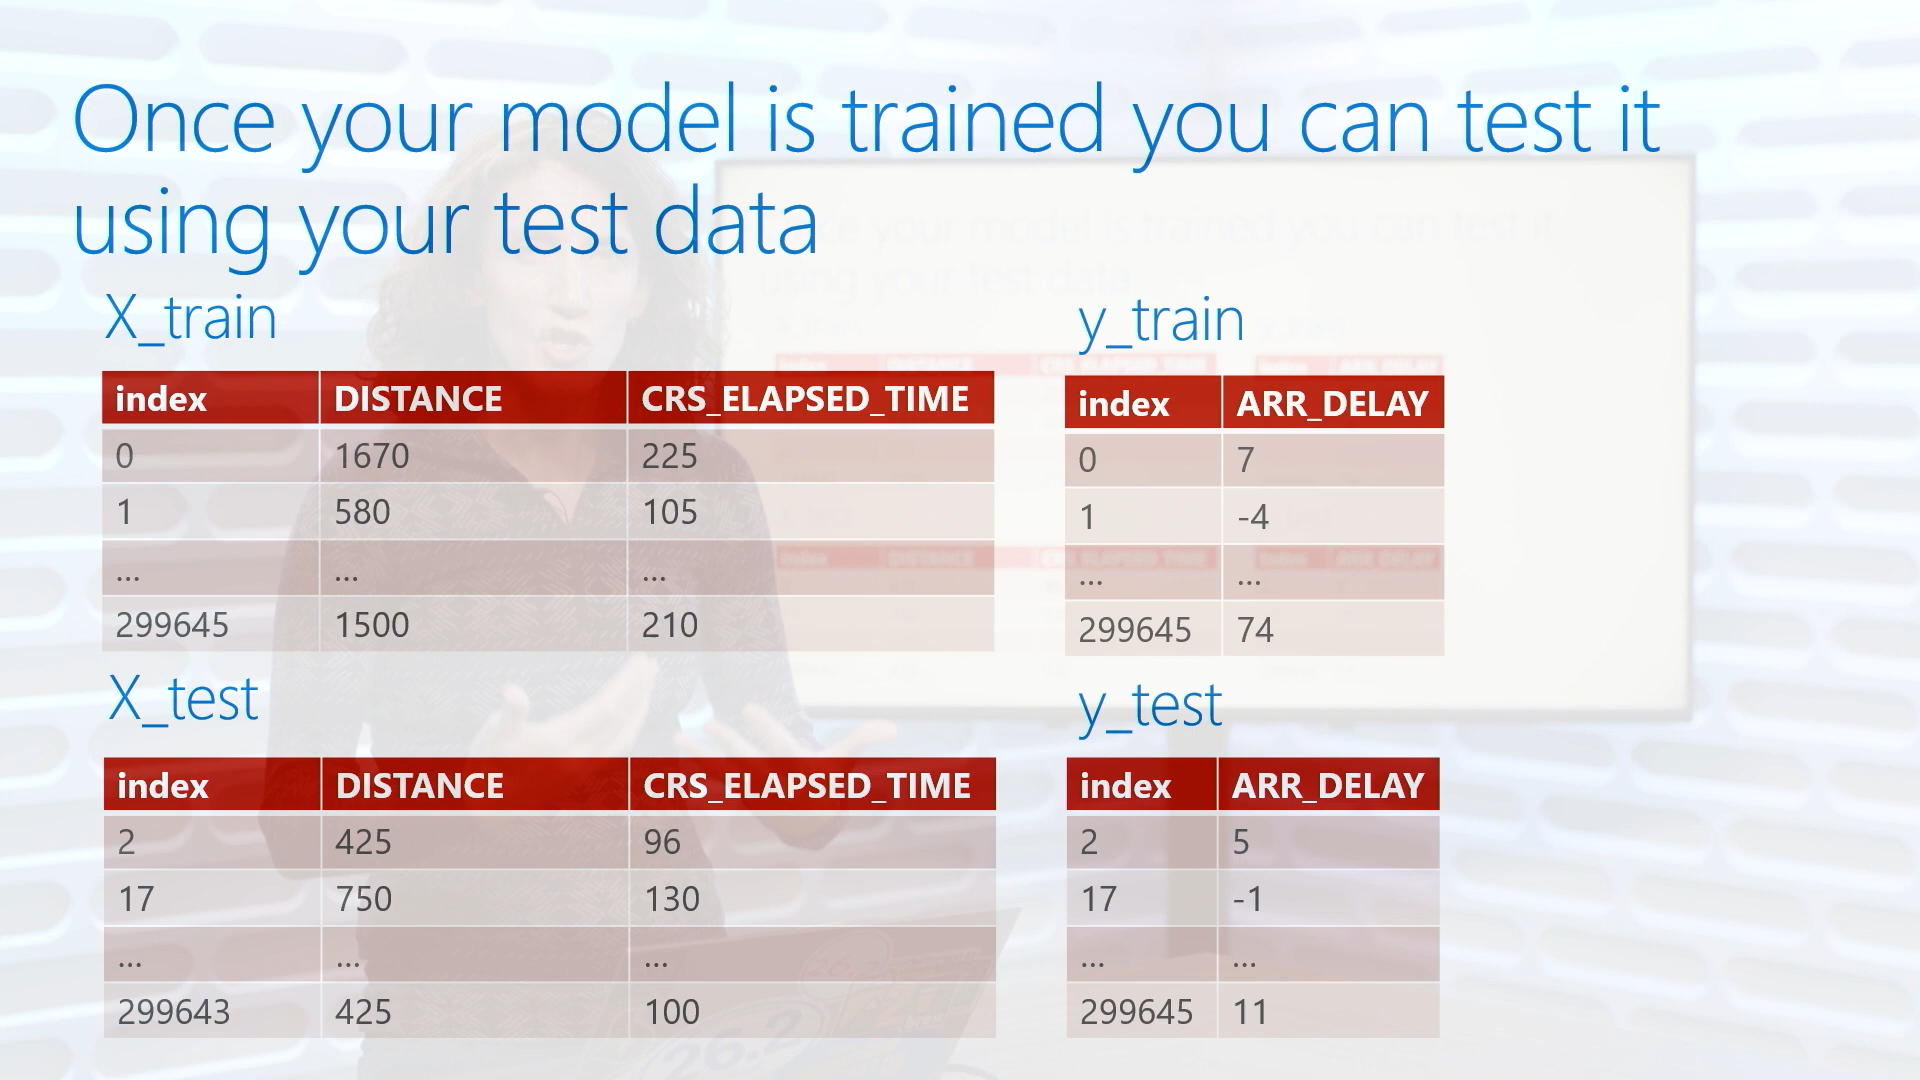 Once your model is trained you can test it
using your test data
X_train
index DISTANCE CRS_ELAPSED_TIME
0 1670 225
1 580 105
... ... ...
299645 1500 210
y_train
index ARR_DELAY
0 7
1 -4
... ...
299645 74
X_test
index DISTANCE CRS_ELAPSED_TIME
2 425 96
17 750 130
... ... ...
299643 425 100
y_test
index ARR_DELAY
2 5
17 -1
... ...
299645 11
26.2